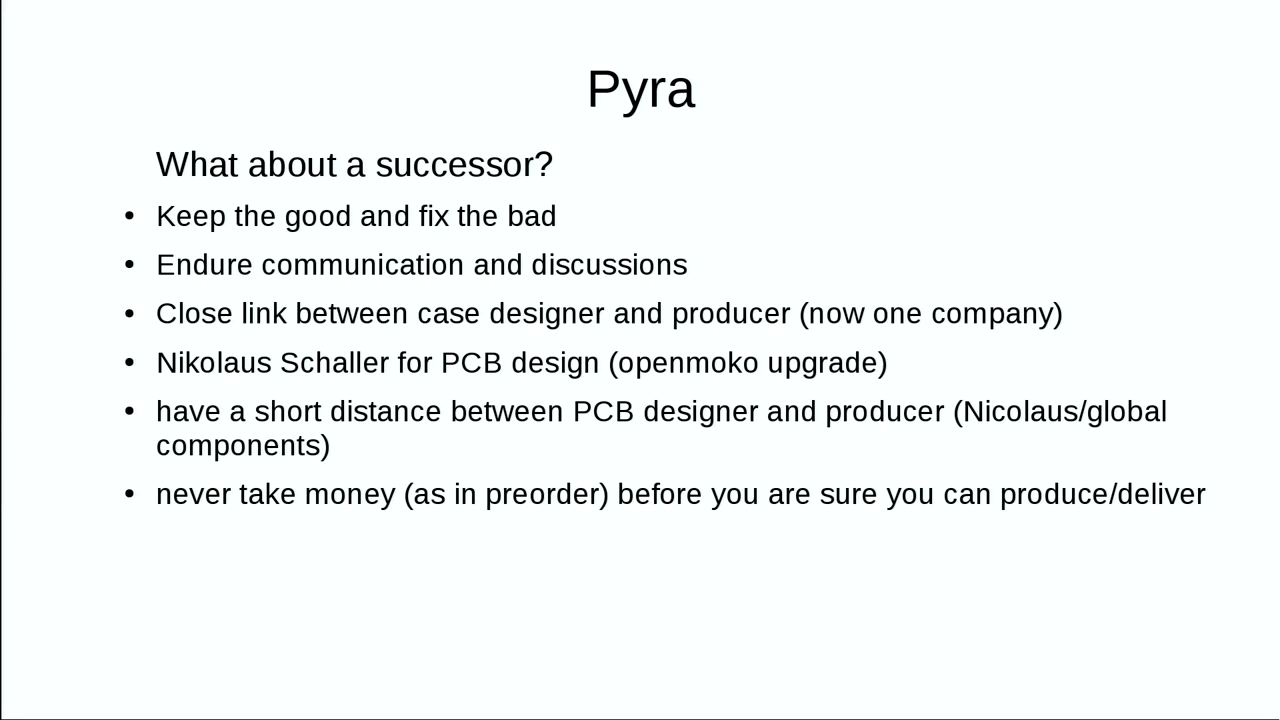 Pyra
What about a successor?
• Keep the good and fix the bad
• Endure communication and discussions
• Close link between case designer and producer (now one company)
• Nikolaus Schaller for PCB design (openmoko upgrade)
• have a short distance between PCB designer and producer (Nicolaus/global
components)
• never take money (as in preorder) before you are sure you can produce/deliver